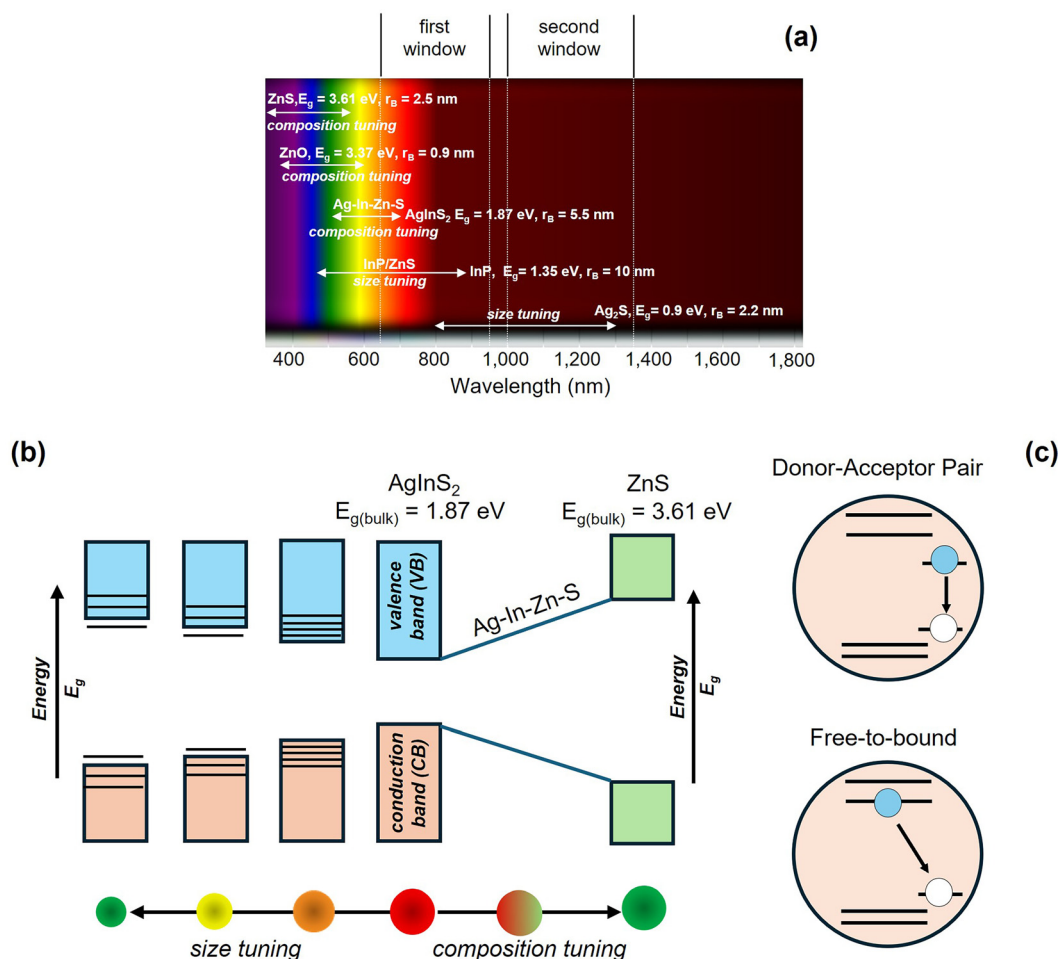 first
window
second
window
(a)
ZnS,E_g = 3.61 eV, r_B = 2.5 nm
composition tuning
ZnO, E_g = 3.37 eV, r_B = 0.9 nm
composition tuning
Ag-In-Zn-S
AgInS₂ E_g = 1.87 eV, r_B = 5.5 nm
composition tuning
InP/ZnS
size tuning
InP, E_g= 1.35 eV, r_B = 10 nm
size tuning
Ag₂S, E_g= 0.9 eV, r_B = 2.2 nm
400 600 800 1,000 1,200 1,400 1,600 1,800
Wavelength (nm)
(b)
AgInS₂
E_g(bulk) = 1.87 eV
ZnS
E_g(bulk) = 3.61 eV
Energy
E_g
valence
band (VB)
Ag-In-Zn-S
conduction
band (CB)
Energy
E_g
size tuning
composition tuning
(c)
Donor-Acceptor Pair
Free-to-bound